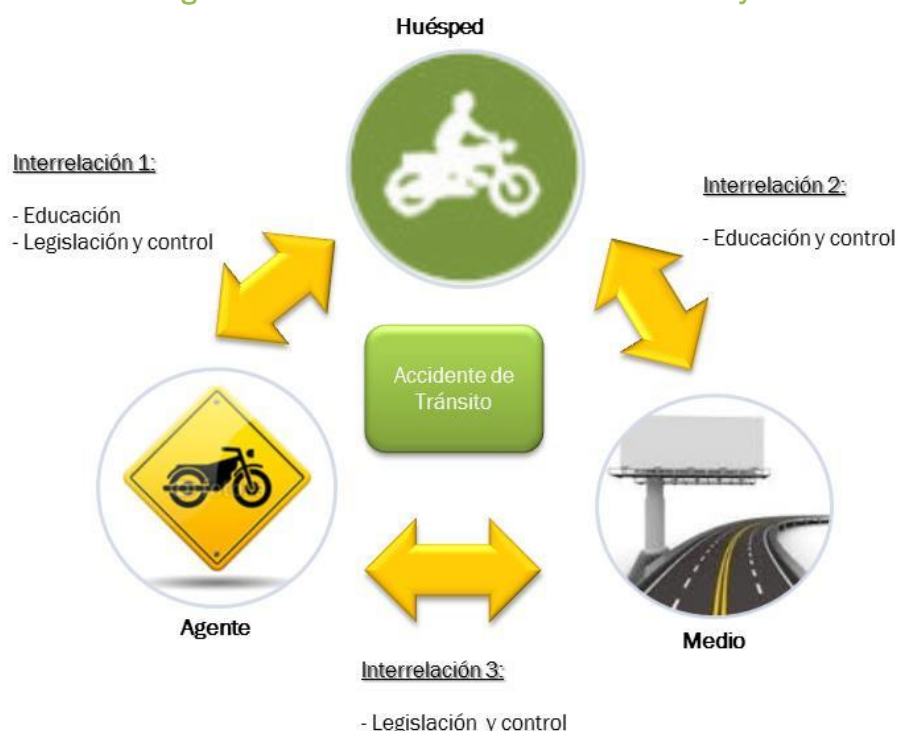 Huésped
Interrelación 1:
- Educación
- Legislación y control
Interrelación 2:
- Educación y control
Accidente de
Tránsito
Agente
Medio
Interrelación 3:
- Legislación y control